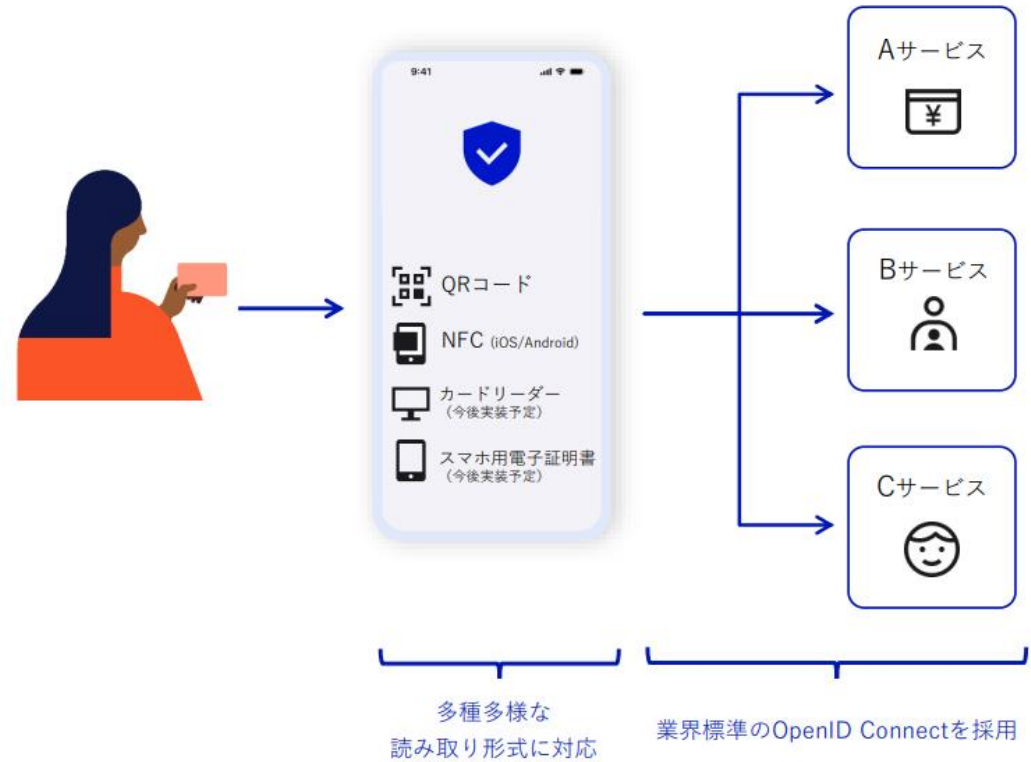 9:41
QRコード
NFC (iOS/Android)
カードリーダー
(今後実装予定)
スマホ用電子証明書
(今後実装予定)
Aサービス
¥
Bサービス
Cサービス
多種多様な
読み取り形式に対応
業界標準のOpenID Connectを採用